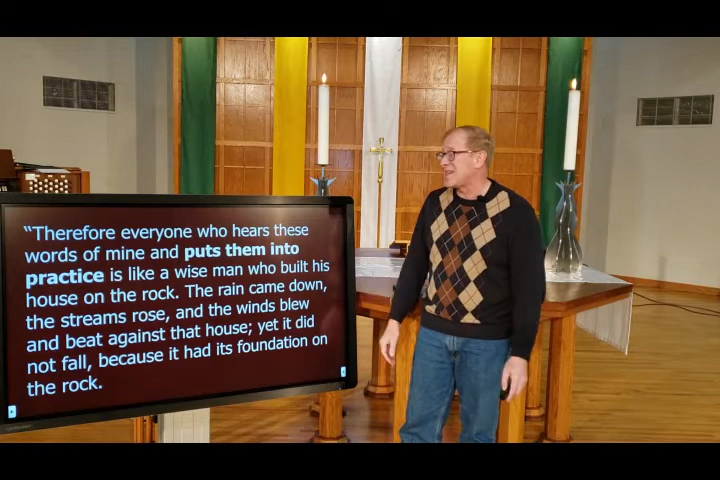 “Therefore everyone who hears these
words of mine and puts them into
practice is like a wise man who built his
house on the rock. The rain came down,
the streams rose, and the winds blew
and beat against that house; yet it did
not fall, because it had its foundation on
the rock.